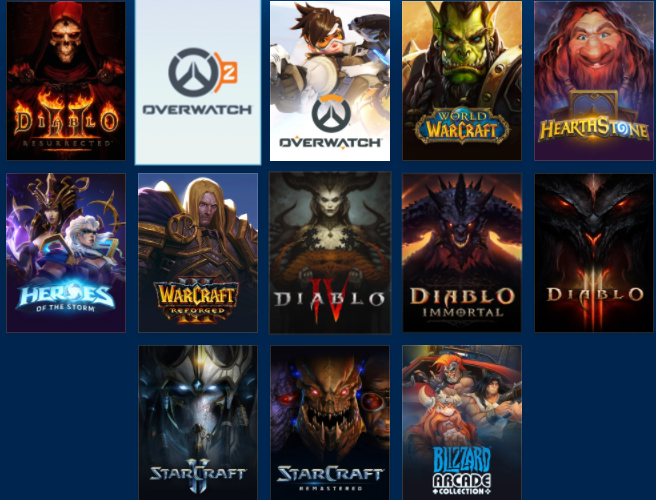 DIABLO
II
RESURRECTED
OVERWATCH 2
OVERWATCH
WORLD
OF
WARCRAFT
HEARTHSTONE
HEROES
OF THE STORM
WARCRAFT
III
REFORGED
DIABLO
IV
DIABLO
IMMORTAL
DIABLO
III
STARCRAFT
II
STARCRAFT
REMASTERED
BLIZZARD
ARCADE
COLLECTION